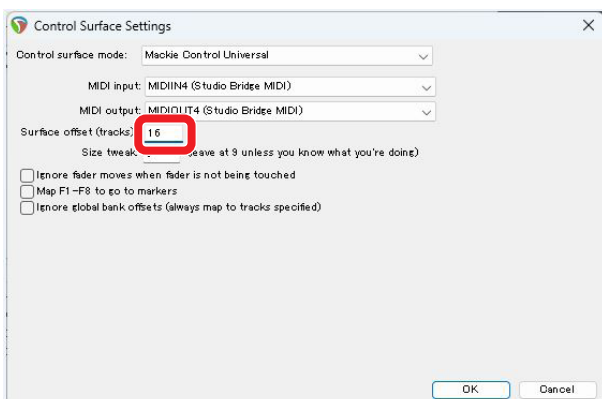 Control Surface Settings
Control surface mode: Mackie Control Universal
MIDI input: MIDIIN4 (Studio Bridge MIDI)
MIDI output: MIDIOUT4 (Studio Bridge MIDI)
Surface offset (tracks) 16
Size tweak leave at 9 unless you know what you're doing)
Ignore fader moves when fader is not being touched
Map F1-F8 to go to markers
Ignore global bank offsets (always map to tracks specified)
OK Cancel